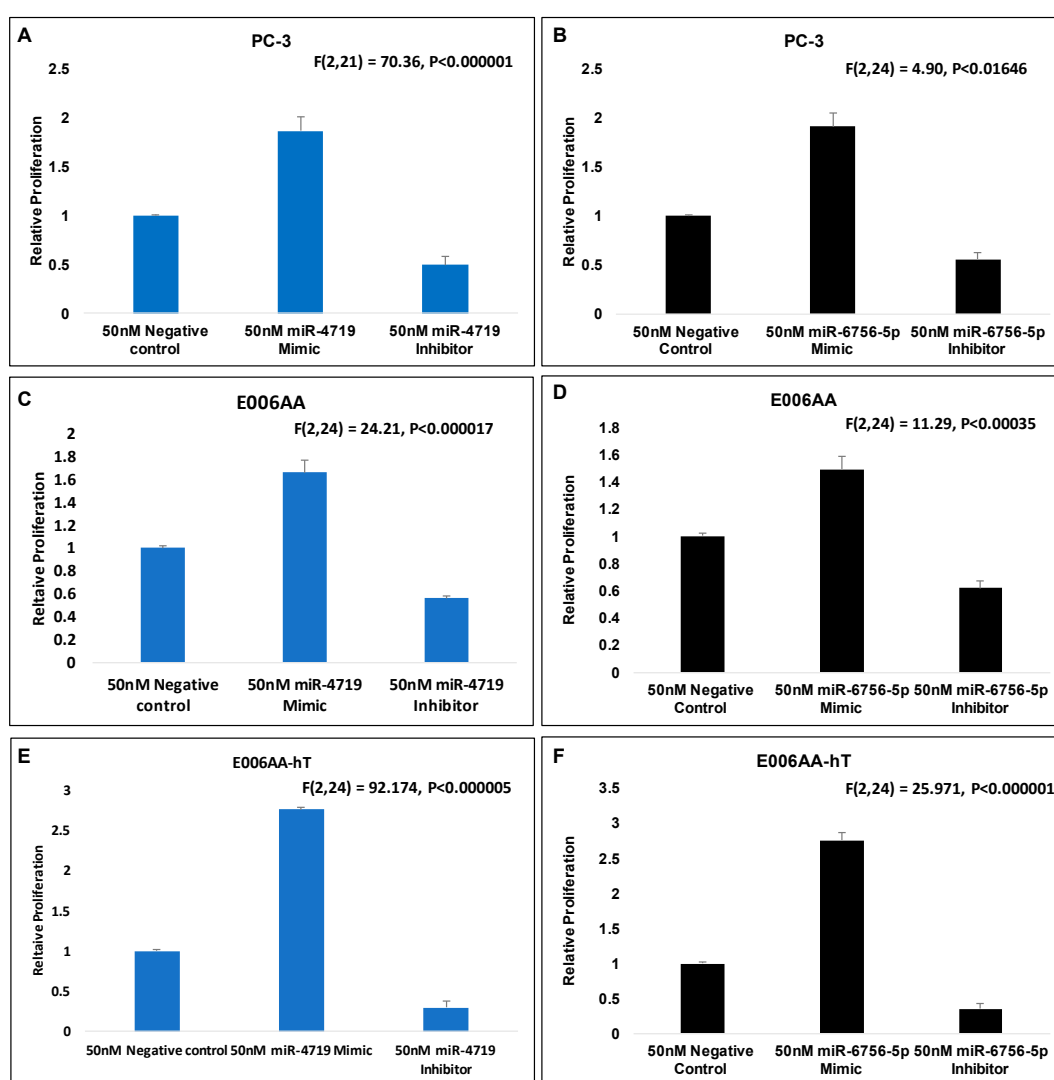 A
PC-3
F(2,21) = 70.36, P<0.000001
Relative Proliferation
2.5
2
1.5
1
0.5
0
50nM Negative control
50nM miR-4719 Mimic
50nM miR-4719 Inhibitor
B
PC-3
F(2,24) = 4.90, P<0.01646
Relative Proliferation
2.5
2
1.5
1
0.5
0
50nM Negative Control
50nM miR-6756-5p Mimic
50nM miR-6756-5p Inhibitor
C
E006AA
F(2,24) = 24.21, P<0.000017
Reltaive Proliferation
2
1.8
1.6
1.4
1.2
1
0.8
0.6
0.4
0.2
0
50nM Negative control
50nM miR-4719 Mimic
50nM miR-4719 Inhibitor
D
E006AA
F(2,24) = 11.29, P<0.00035
Relative Proliferation
1.8
1.6
1.4
1.2
1
0.8
0.6
0.4
0.2
0
50nM Negative Control
50nM miR-6756-5p Mimic
50nM miR-6756-5p Inhibitor
E
E006AA-hT
F(2,24) = 92.174, P<0.000005
Reltaive Proliferation
3
2.5
2
1.5
1
0.5
0
50nM Negative control
50nM miR-4719 Mimic
50nM miR-4719 Inhibitor
F
E006AA-hT
F(2,24) = 25.971, P<0.000001
Relative Proliferation
3.5
3
2.5
2
1.5
1
0.5
0
50nM Negative Control
50nM miR-6756-5p Mimic
50nM miR-6756-5p Inhibitor